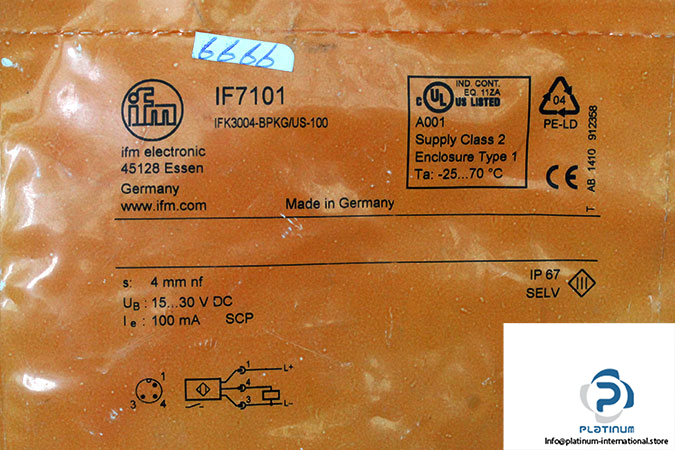 6666
ifm
IF7101
IFK3004-BPKG/US-100
ifm electronic
45128 Essen
Germany
www.ifm.com
Made in Germany
C UL US LISTED
IND. CONT.
EQ. 11ZA
A001
Supply Class 2
Enclosure Type 1
Ta: -25...70 °C
04
PE-LD
CE
T AB 1410 912358
s: 4 mm nf
UB : 15...30 V DC
Ie : 100 mA SCP
IP 67
SELV
III
1
3 4
1 L+
4
3 L–
PLATINUM
Info@platinum-international.store